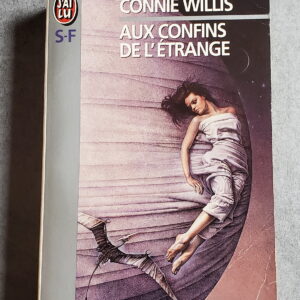 J'AI
LU
S-F
CONNIE WILLIS
AUX CONFINS
DE L'ÉTRANGE